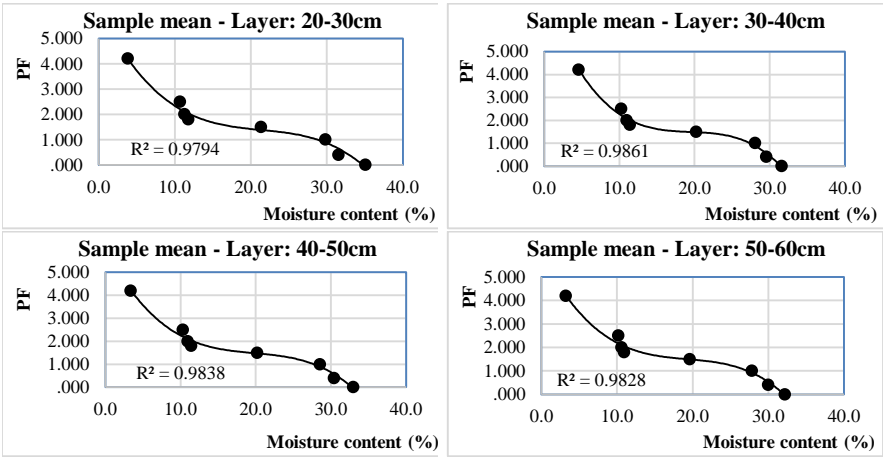 Sample mean - Layer: 20-30cm
PF
5.000
4.000
3.000
2.000
1.000
.000
R² = 0.9794
0.0 10.0 20.0 30.0 40.0
Moisture content (%)
Sample mean - Layer: 30-40cm
PF
5.000
4.000
3.000
2.000
1.000
.000
R² = 0.9861
0.0 10.0 20.0 30.0 40.0
Moisture content (%)
Sample mean - Layer: 40-50cm
PF
5.000
4.000
3.000
2.000
1.000
.000
R² = 0.9838
0.0 10.0 20.0 30.0 40.0
Moisture content (%)
Sample mean - Layer: 50-60cm
PF
5.000
4.000
3.000
2.000
1.000
.000
R² = 0.9828
0.0 10.0 20.0 30.0 40.0
Moisture content (%)